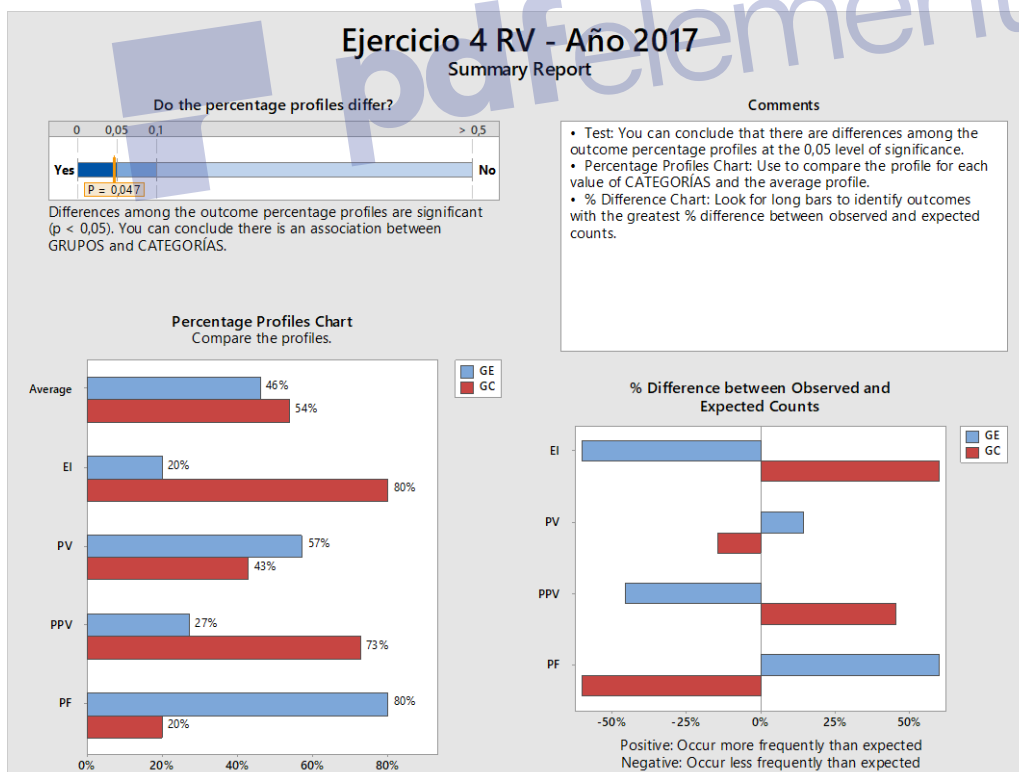 pdfelement
Ejercicio 4 RV - Año 2017
Summary Report
Do the percentage profiles differ?
0 0,05 0,1 > 0,5
Yes No
P = 0,047
Differences among the outcome percentage profiles are significant
(p < 0,05). You can conclude there is an association between
GRUPOS and CATEGORÍAS.
Comments
• Test: You can conclude that there are differences among the
outcome percentage profiles at the 0,05 level of significance.
• Percentage Profiles Chart: Use to compare the profile for each
value of CATEGORÍAS and the average profile.
• % Difference Chart: Look for long bars to identify outcomes
with the greatest % difference between observed and expected
counts.
Percentage Profiles Chart
Compare the profiles.
GE
GC
Average
46%
54%
EI
20%
80%
PV
57%
43%
PPV
27%
73%
PF
80%
20%
0% 20% 40% 60% 80%
% Difference between Observed and
Expected Counts
GE
GC
EI
PV
PPV
PF
-50% -25% 0% 25% 50%
Positive: Occur more frequently than expected
Negative: Occur less frequently than expected